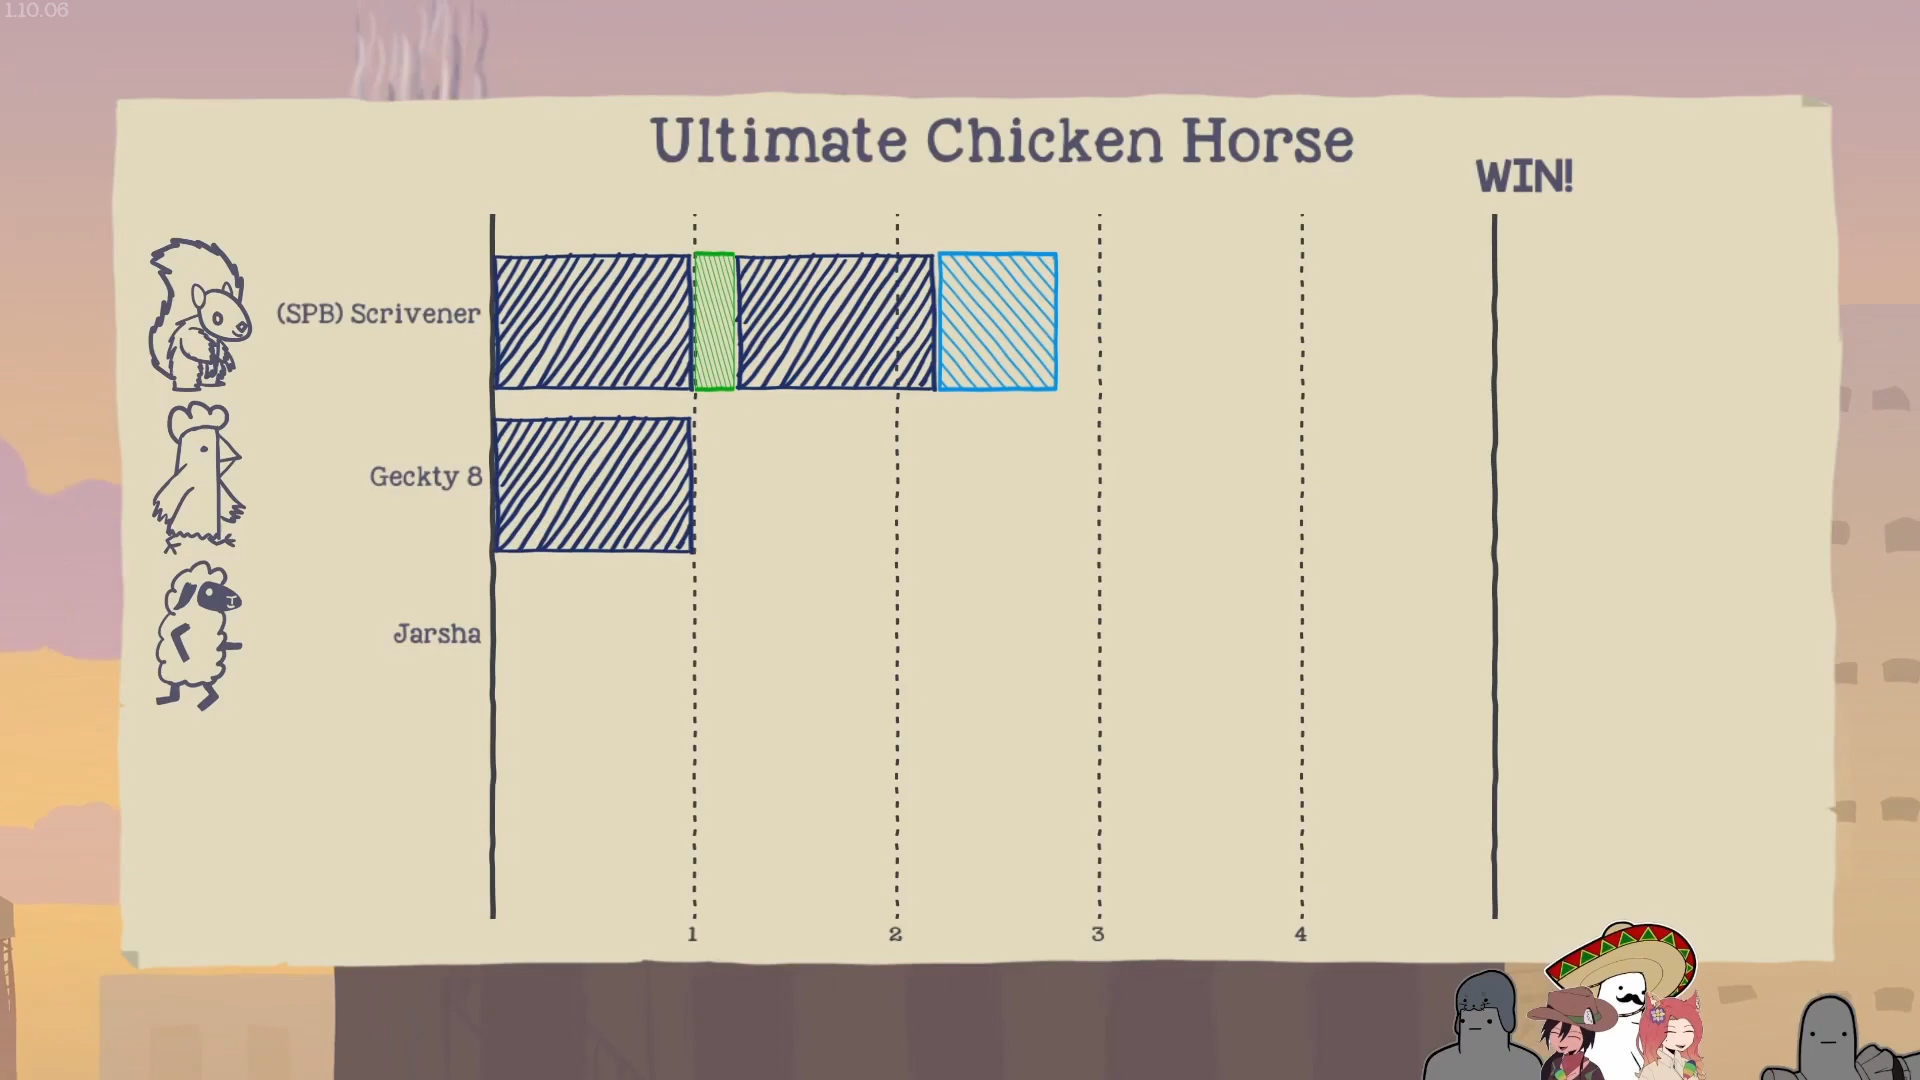 1.10.06
Ultimate Chicken Horse
WIN!
(SPB) Scrivener
Geckty 8
Jarsha
1 2 3 4